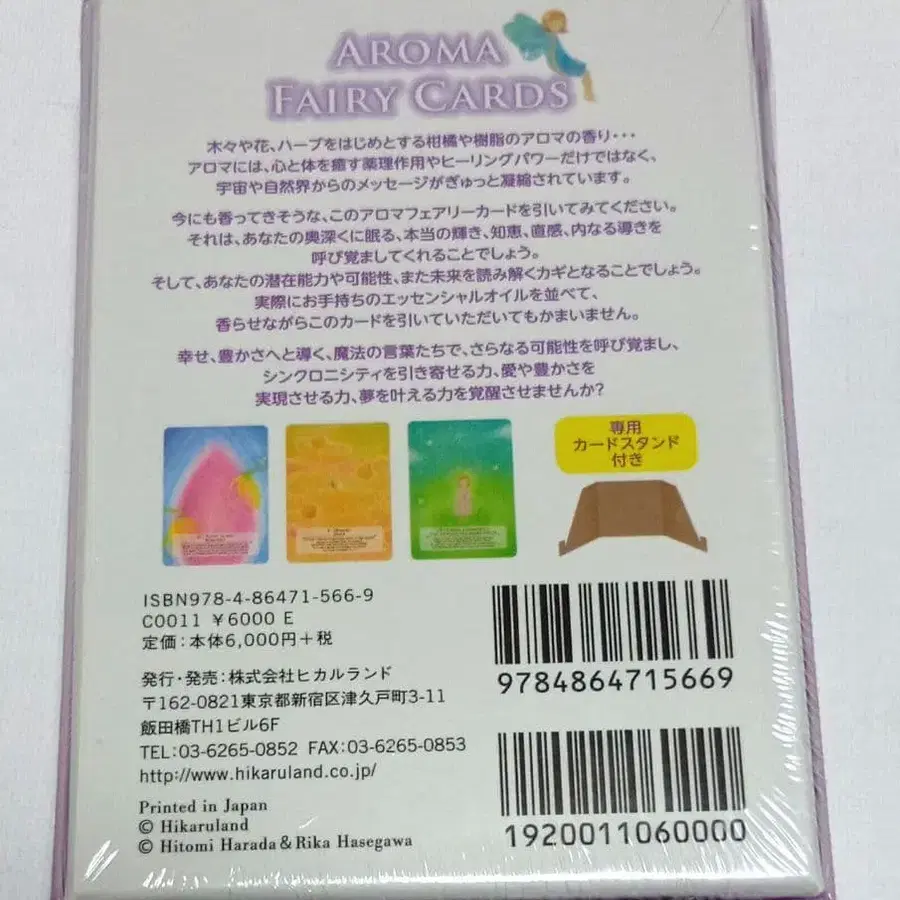 AROMA
FAIRY CARDS
木々や花、ハーブをはじめとする柑橘や樹脂のアロマの香り・・・
アロマには、心と体を癒す薬理作用やヒーリングパワーだけではなく、
宇宙や自然界からのメッセージがぎゅっと凝縮されています。
今にも香ってきそうな、このアロマフェアリーカードを引いてみてください。
それは、あなたの奥深くに眠る、本当の輝き、知恵、直感、内なる導きを
呼び覚ましてくれることでしょう。
そして、あなたの潜在能力や可能性、また未来を読み解くカギとなることでしょう。
実際にお手持ちのエッセンシャルオイルを並べて、
香らせながらこのカードを引いていただいてもかまいません。
幸せ、豊かさへと導く、魔法の言葉たちで、さらなる可能性を呼び覚まし、
シンクロニシティを引き寄せる力、愛や豊かさを
実現させる力、夢を叶える力を覚醒させませんか?
専用
カードスタンド
付き
ISBN978-4-86471-566-9
C0011 ¥6000 E
定価:本体6,000円+税
発行・発売:株式会社ヒカルランド
〒162-0821東京都新宿区津久戸町3-11
飯田橋TH1ビル6F
TEL:03-6265-0852 FAX:03-6265-0853
http://www.hikaruland.co.jp/
Printed in Japan
© Hikaruland
© Hitomi Harada & Rika Hasegawa
9784864715669
1920011060000